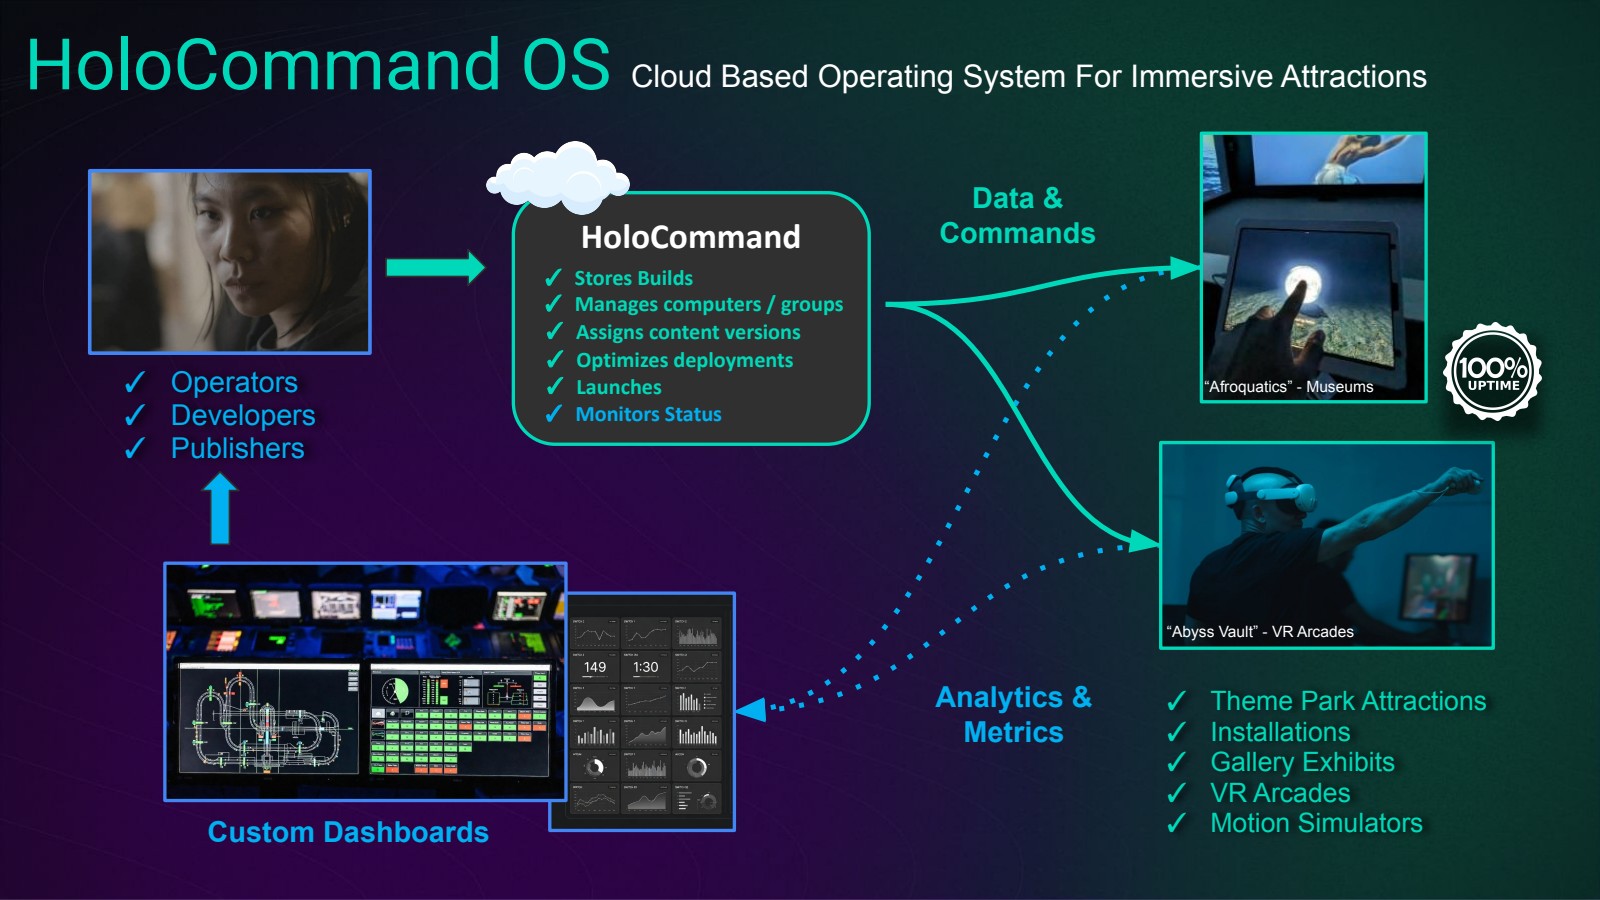 HoloCommand OS
Cloud Based Operating System For Immersive Attractions
✓ Operators
✓ Developers
✓ Publishers
HoloCommand
✓ Stores Builds
✓ Manages computers / groups
✓ Assigns content versions
✓ Optimizes deployments
✓ Launches
✓ Monitors Status
Data &
Commands
“Afroquatics” - Museums
100%
UPTIME
“Abyss Vault” - VR Arcades
149
1:30
Custom Dashboards
Analytics &
Metrics
✓ Theme Park Attractions
✓ Installations
✓ Gallery Exhibits
✓ VR Arcades
✓ Motion Simulators